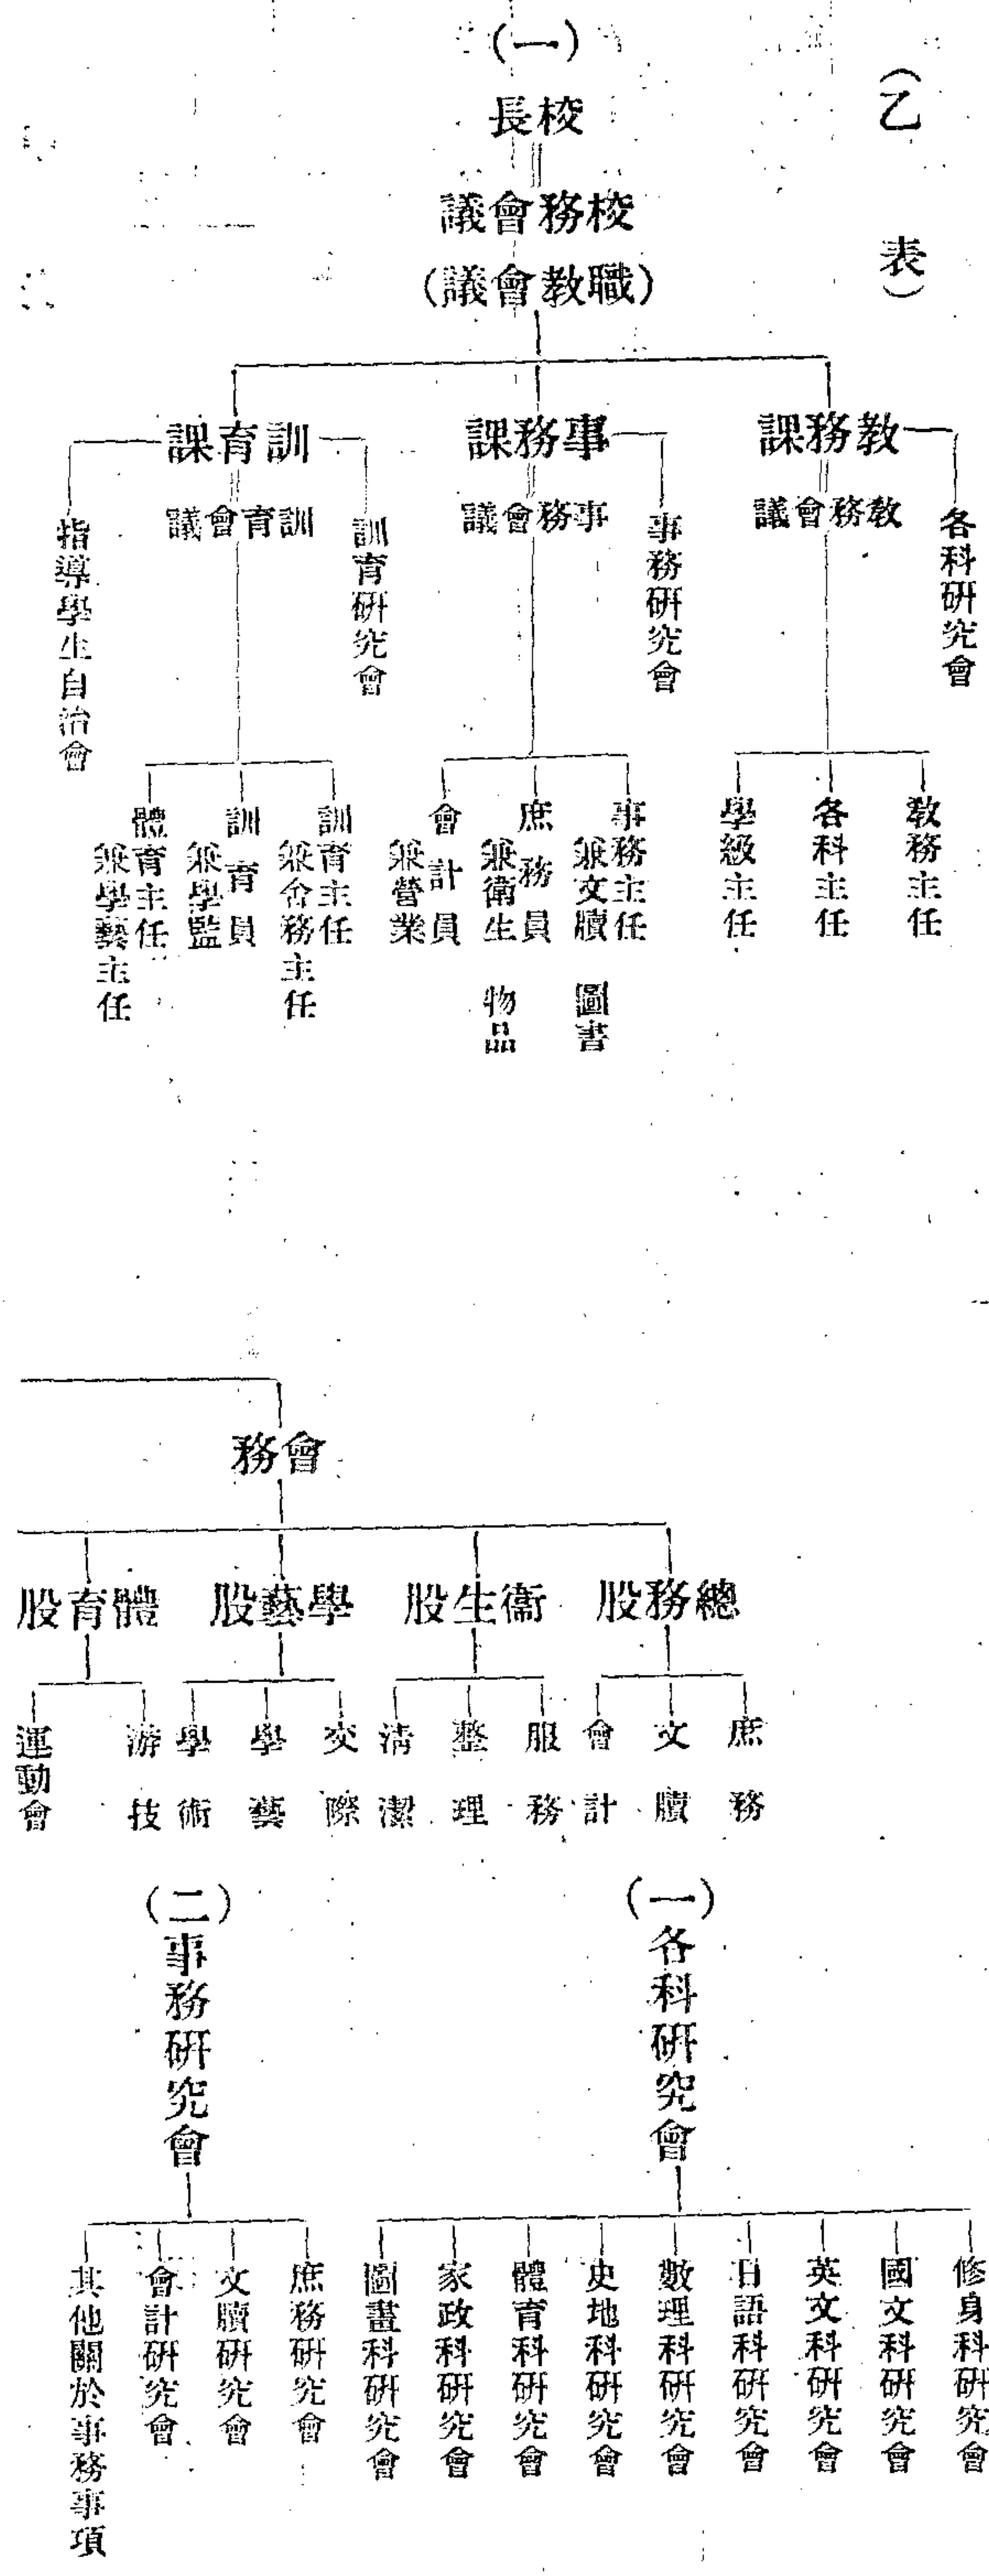 (乙表)
(一)
校長
校務會議
(職教會議)
教務課
教務會議
各科研究會
教務主任
各科主任
學級主任
事務課
事務會議
事務研究會
事務主任
兼文牘 圖書
庶務員
兼衛生 物品
會計員
兼營業
訓育課
訓育會議
訓育研究會
指導學生自治會
訓育主任
兼舍務主任
訓育員
兼學監
體育主任
兼學藝主任
會務
總務股
庶務
文牘
會計
衞生股
服務
整理
清潔
學藝股
交際
學藝
學術
體育股
游技
運動會
(一)各科研究會
修身科研究會
國文科研究會
英文科研究會
日語科研究會
數理科研究會
史地科研究會
體育科研究會
家政科研究會
圖畫科研究會
(二)事務研究會
庶務研究會
文牘研究會
會計研究會
其他關於事務事項